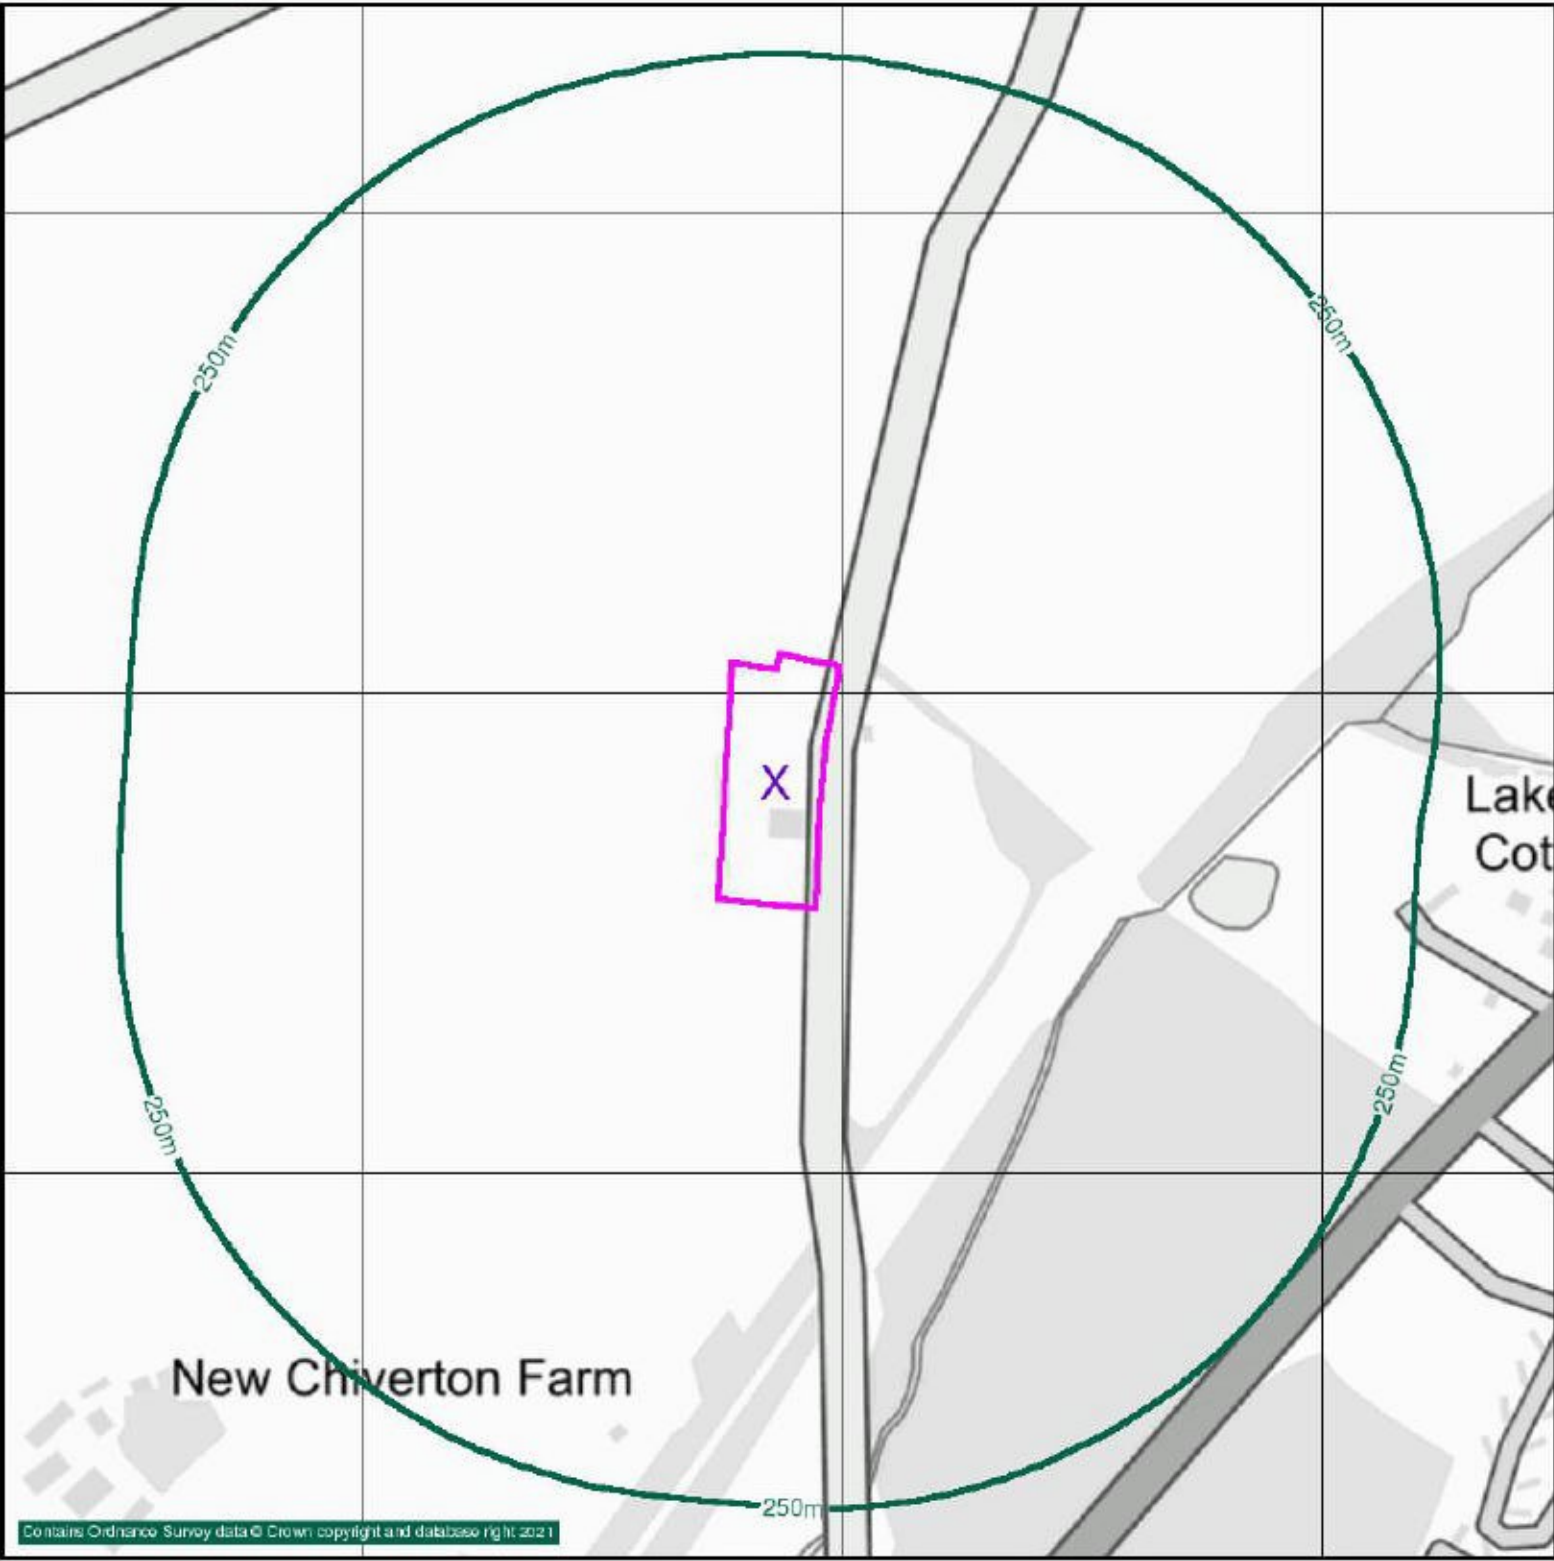 250m
250m
X
Lake
Cot
250m
250m
New Chiverton Farm
250m
Contains Ordnance Survey data © Crown copyright and database right 2021